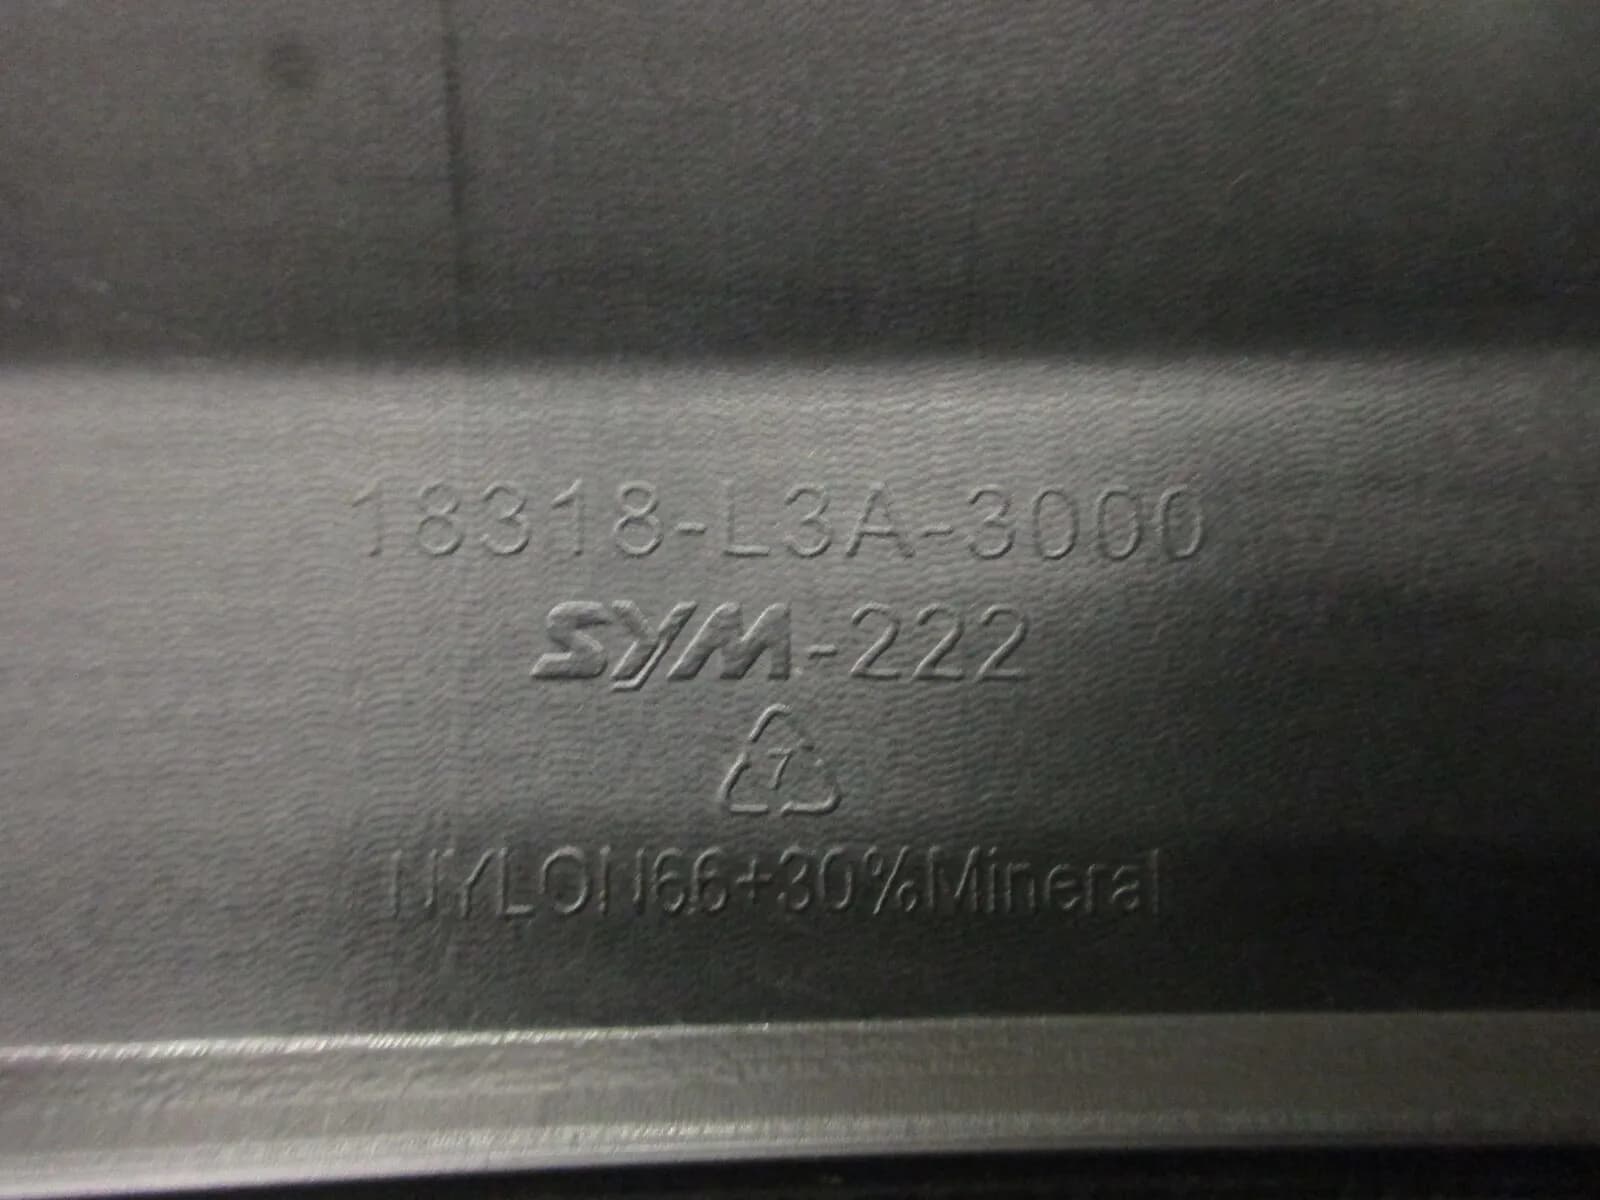 18318-L3A-3000
SYM-222
7
NYLON66+30%Mineral